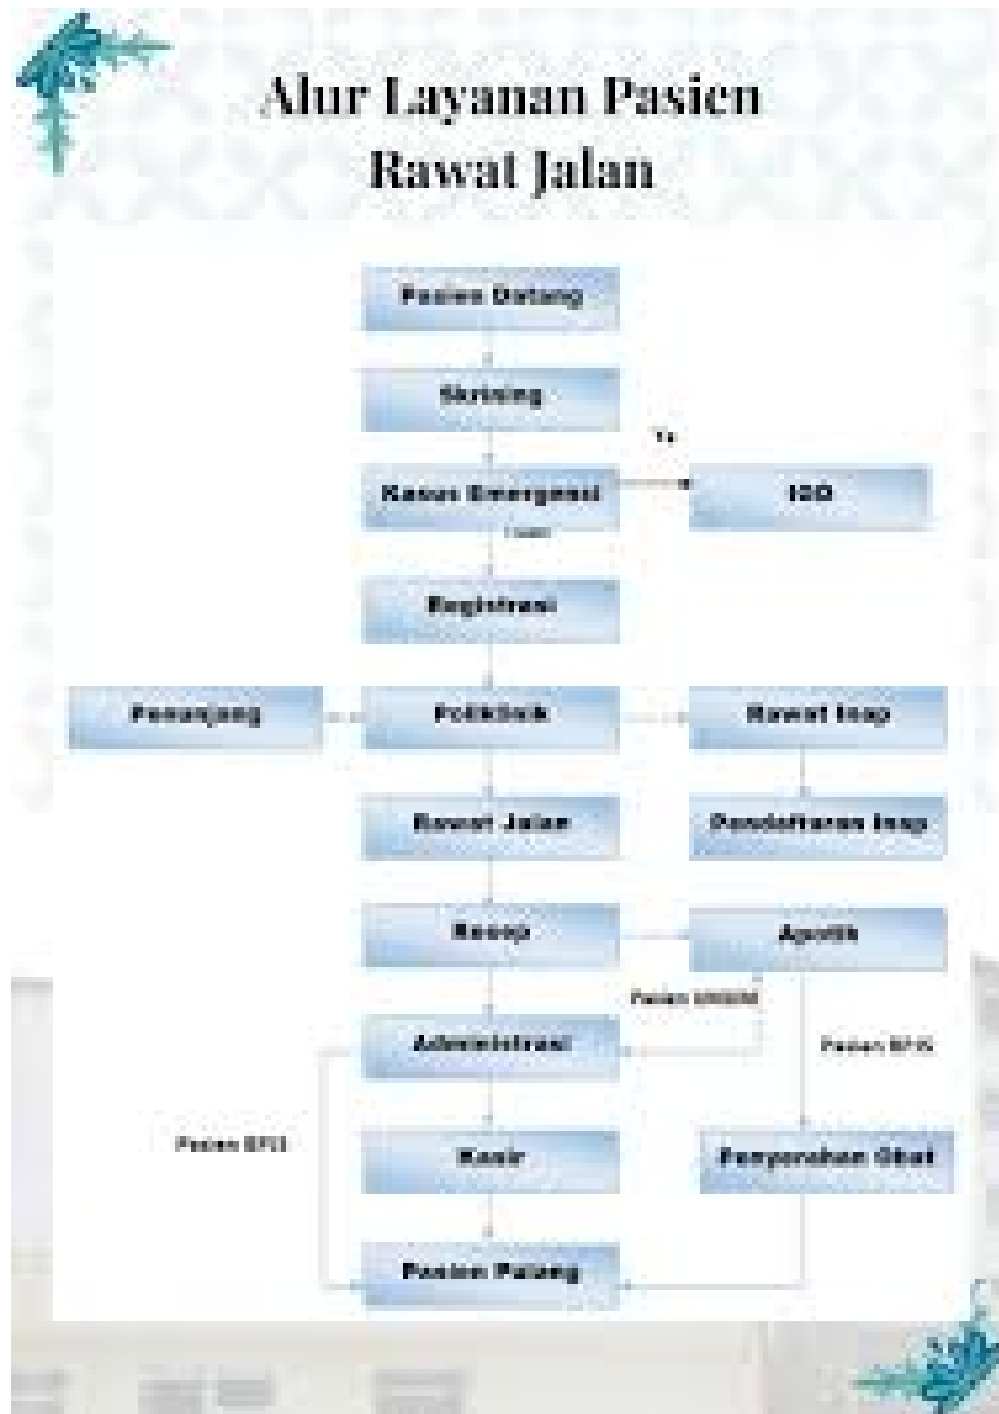 Alur Layanan Pasien
Rawat Jalan
Pasien Datang
Skrining
Ya
Kasus Emergensi
IGD
Registrasi
Penunjang
Poliklinik
Rawat Inap
Rawat Jalan
Pendaftaran Inap
Resep
Apotik
Pasien UMUM
Administrasi
Pasien BPJS
Pasien BPJS
Kasir
Penyerahan Obat
Pasien Pulang